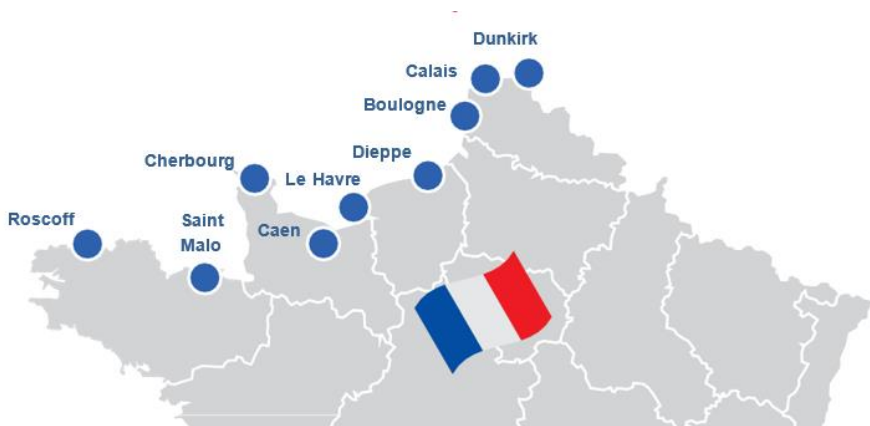 Dunkirk
Calais
Boulogne
Dieppe
Cherbourg
Le Havre
Roscoff
Saint
Malo
Caen